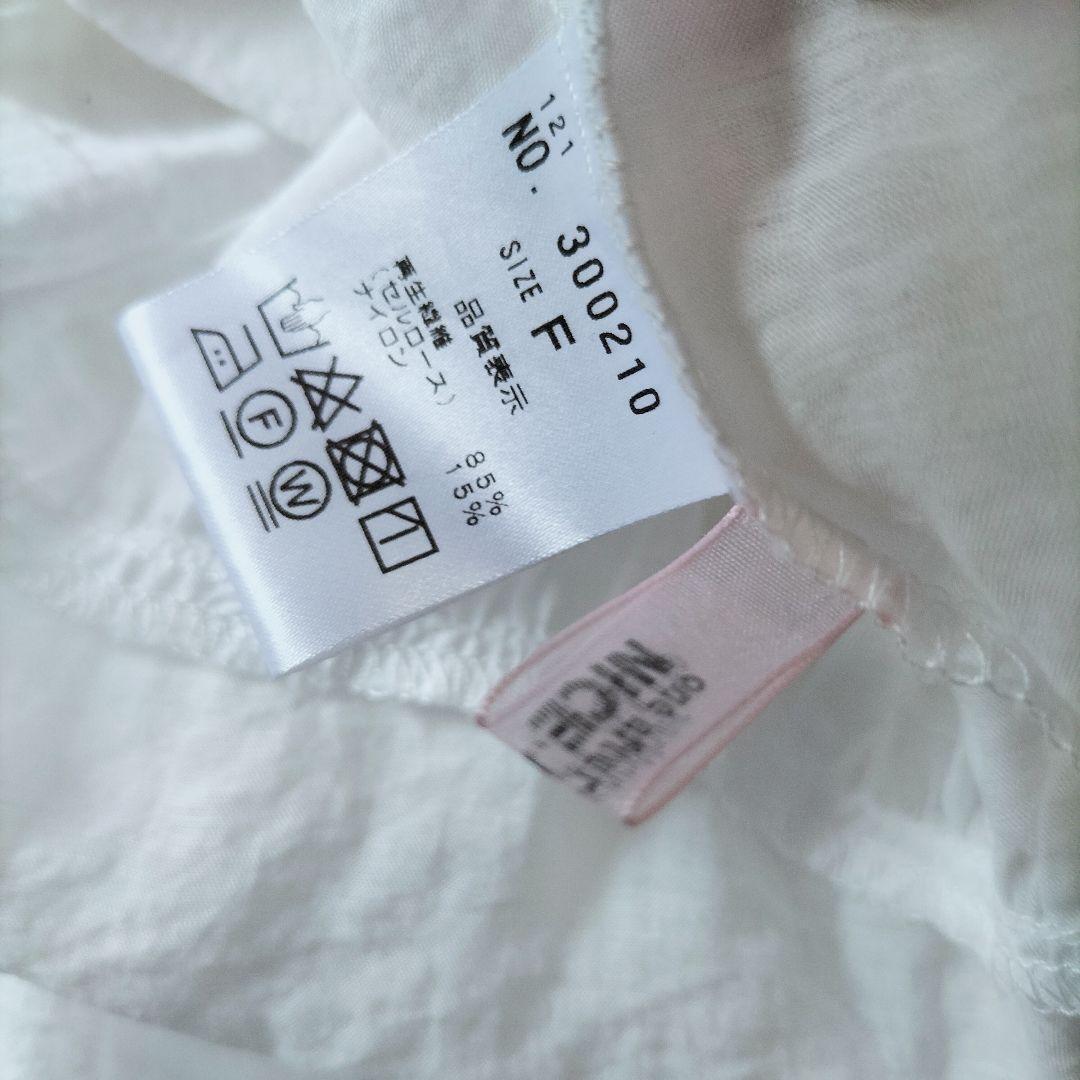 121
NO. 300210
SIZE F
品質表示
再生繊維
(セルロース) 85%
ナイロン 15%
F
W
NICE